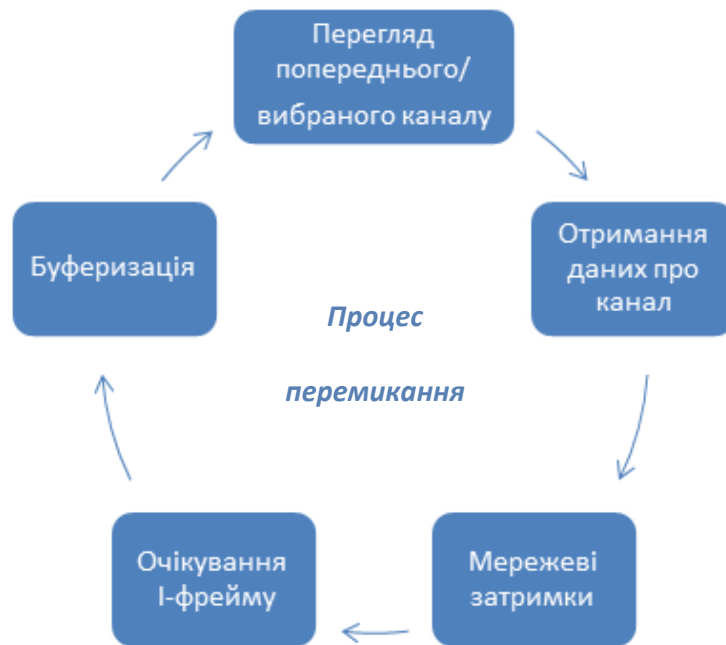 Перегляд
попереднього/
вибраного каналу
Отримання
даних про
канал
Мережеві
затримки
Очікування
I-фрейму
Буферизація
Процес
перемикання